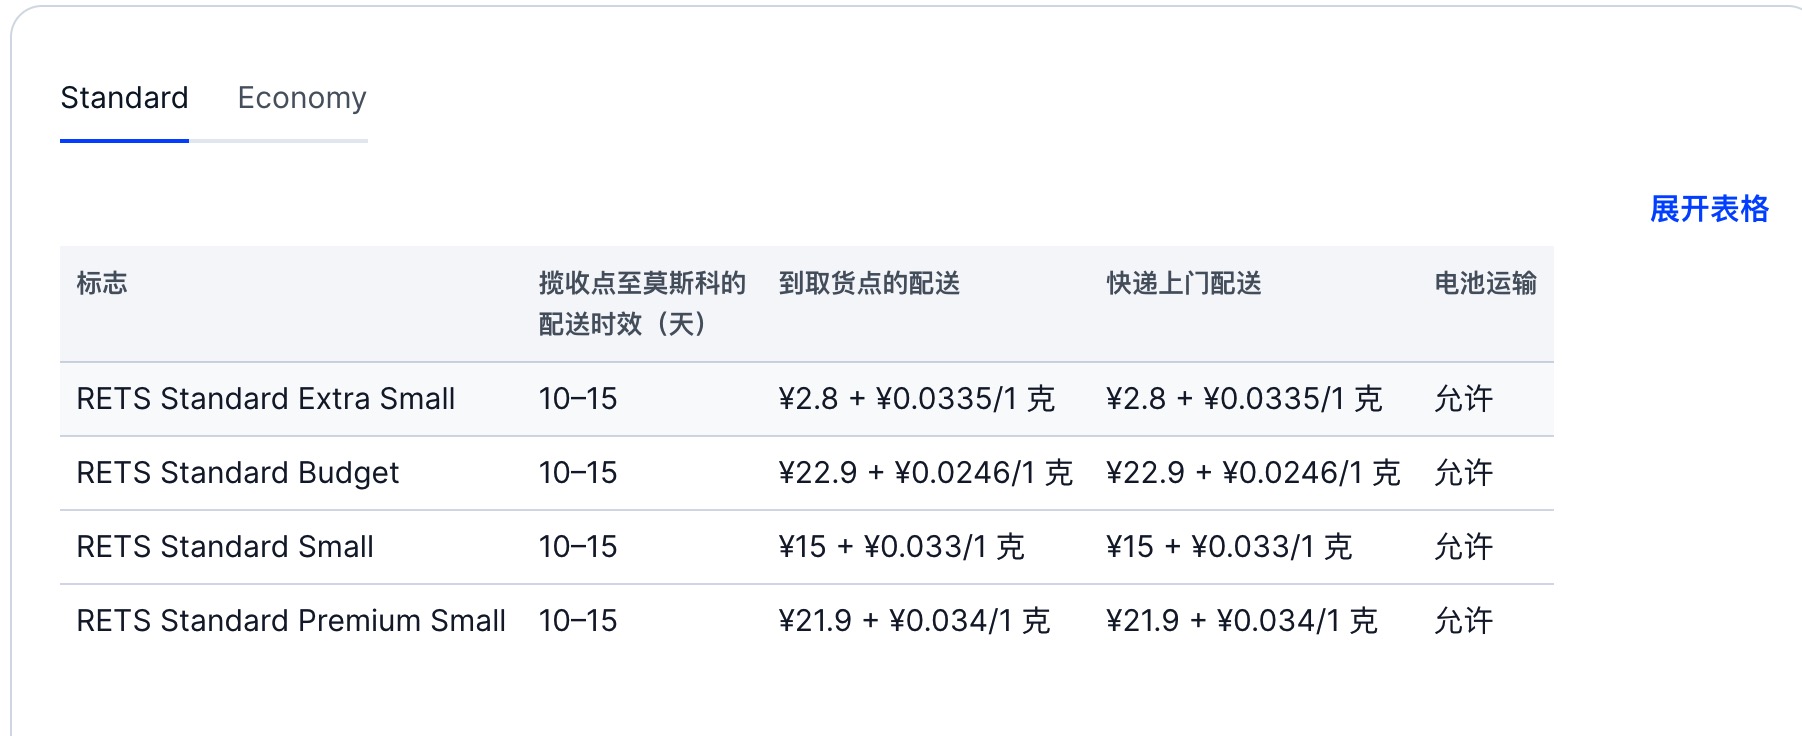 Standard Economy
展开表格
标志 揽收点至莫斯科的 到取货点的配送 快递上门配送 电池运输
配送时效（天）
RETS Standard Extra Small 10–15 ¥2.8 + ¥0.0335/1 克 ¥2.8 + ¥0.0335/1 克 允许
RETS Standard Budget 10–15 ¥22.9 + ¥0.0246/1 克 ¥22.9 + ¥0.0246/1 克 允许
RETS Standard Small 10–15 ¥15 + ¥0.033/1 克 ¥15 + ¥0.033/1 克 允许
RETS Standard Premium Small 10–15 ¥21.9 + ¥0.034/1 克 ¥21.9 + ¥0.034/1 克 允许